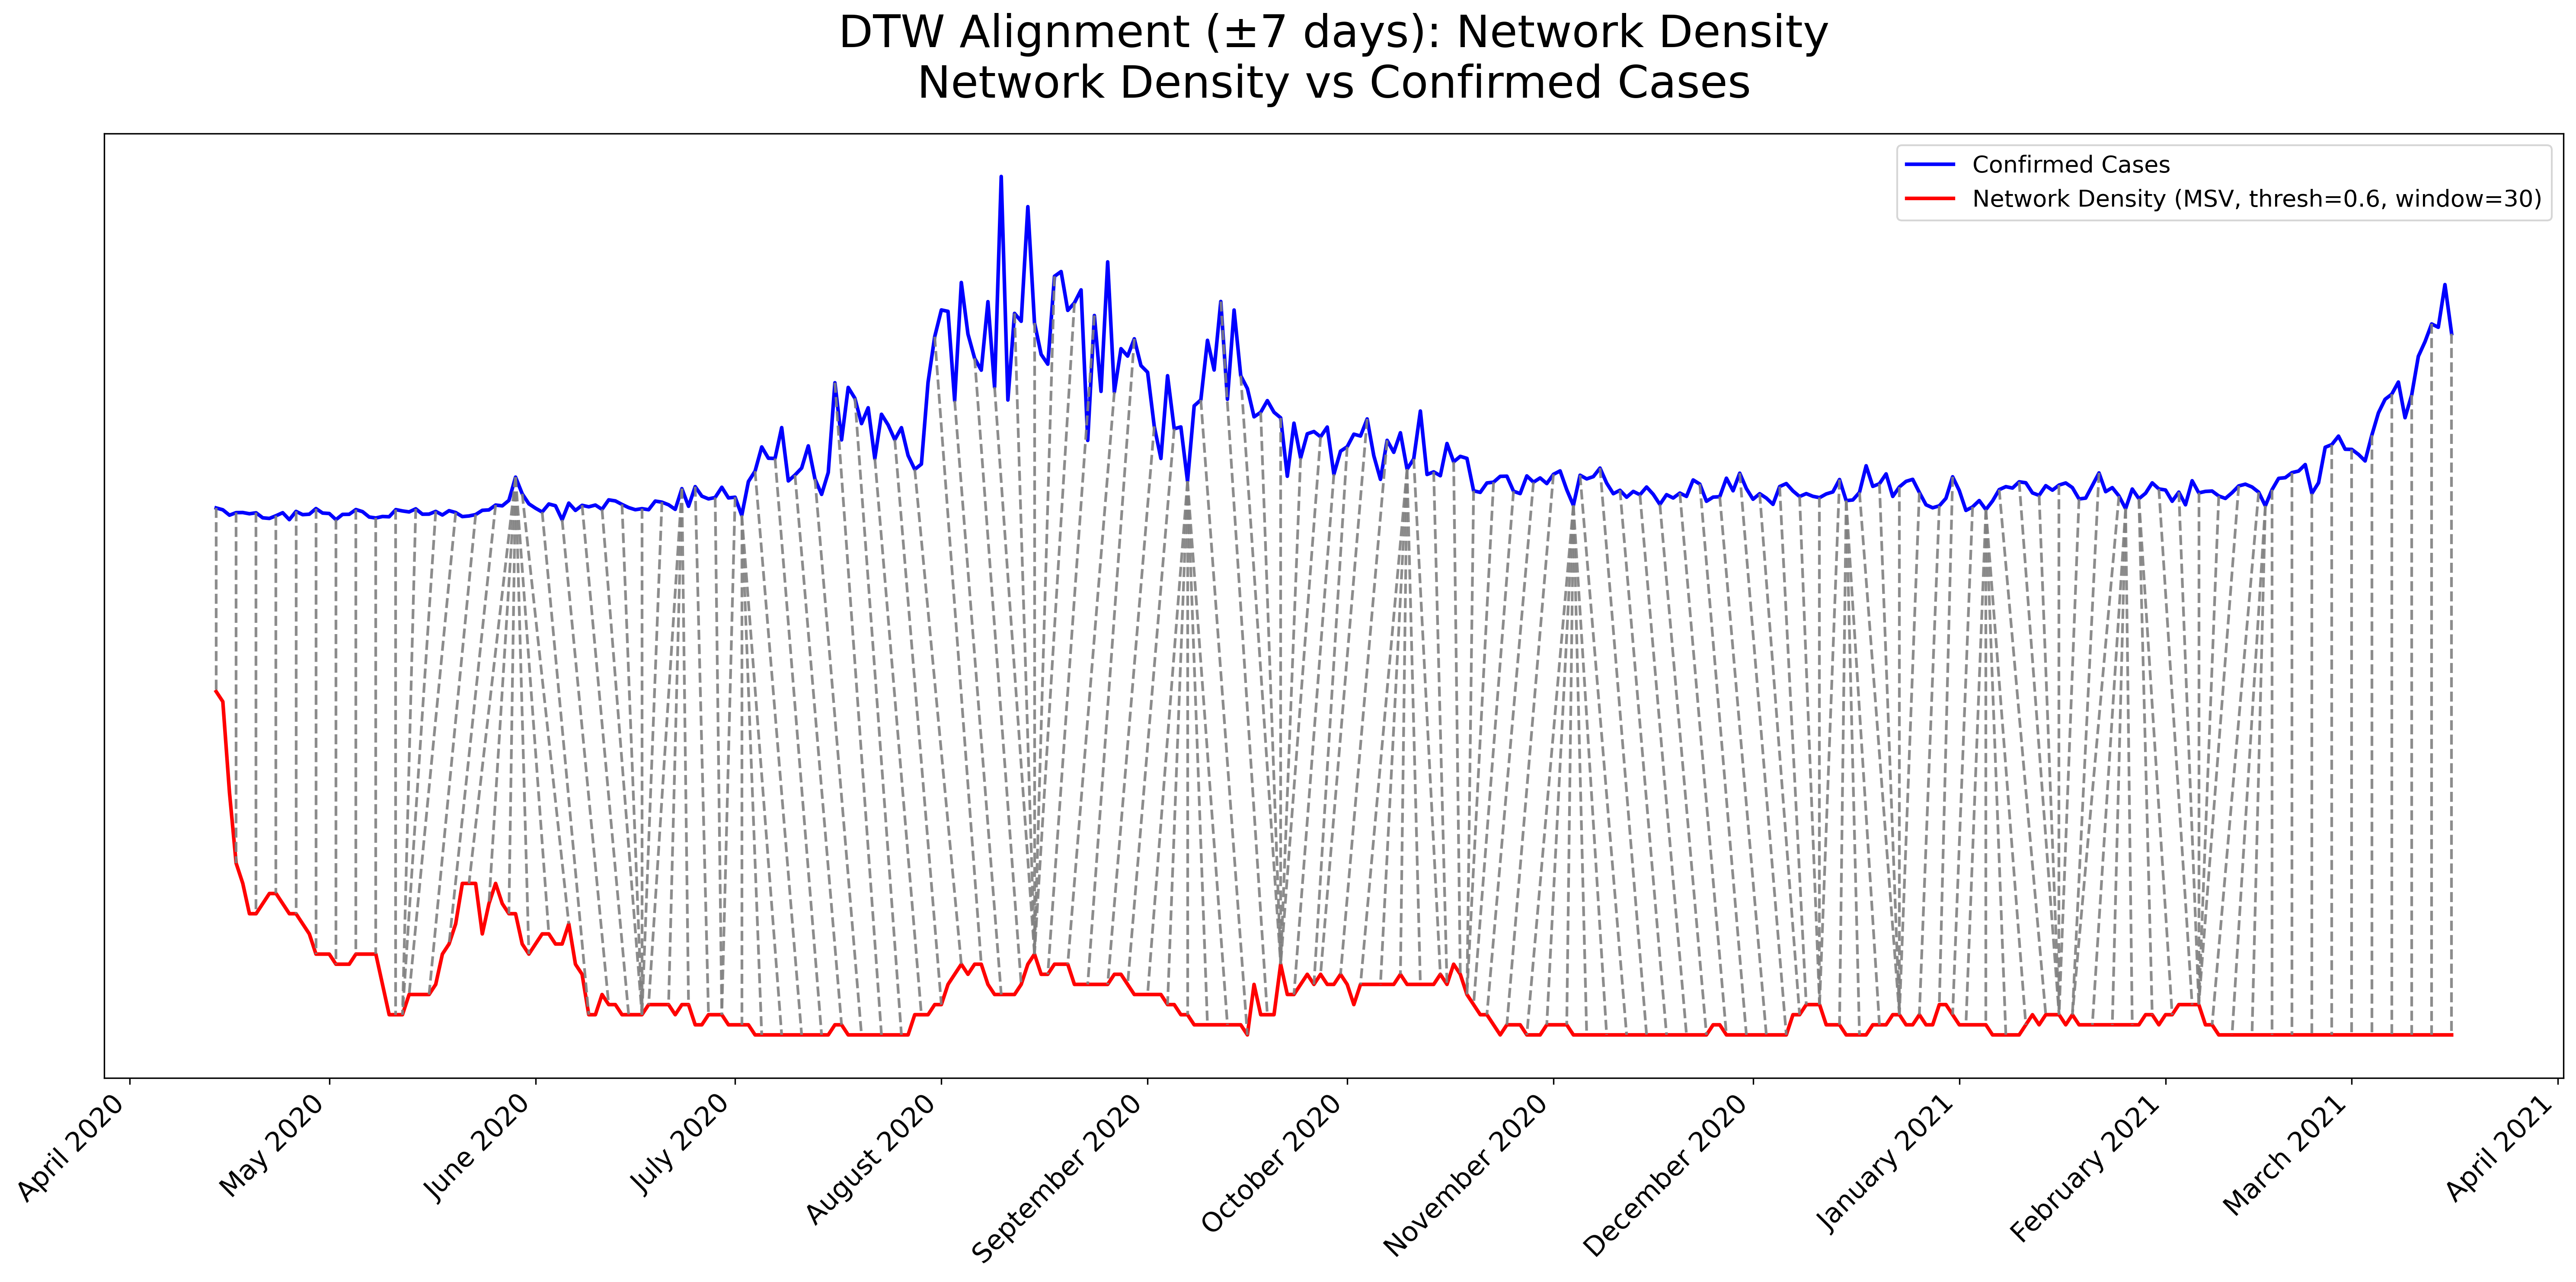 DTW Alignment (±7 days): Network Density
Network Density vs Confirmed Cases
Confirmed Cases
Network Density (MSV, thresh=0.6, window=30)
April 2020
May 2020
June 2020
July 2020
August 2020
September 2020
October 2020
November 2020
December 2020
January 2021
February 2021
March 2021
April 2021